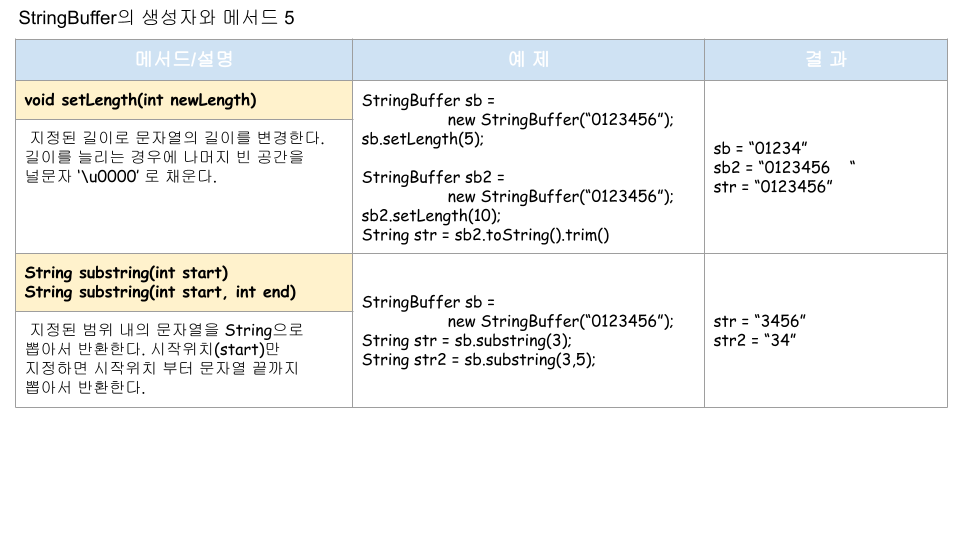 StringBuffer의 생성자와 메서드 5
메서드/설명
예 제
결 과
void setLength(int newLength)
지정된 길이로 문자열의 길이를 변경한다.
길이를 늘리는 경우에 나머지 빈 공간을
널문자 ‘\u0000’ 로 채운다.
StringBuffer sb =
new StringBuffer(“0123456”);
sb.setLength(5);
StringBuffer sb2 =
new StringBuffer(“0123456”);
sb2.setLength(10);
String str = sb2.toString().trim()
sb = “01234”
sb2 = “0123456    “
str = “0123456”
String substring(int start)
String substring(int start, int end)
지정된 범위 내의 문자열을 String으로
뽑아서 반환한다. 시작위치(start)만
지정하면 시작위치 부터 문자열 끝까지
뽑아서 반환한다.
StringBuffer sb =
new StringBuffer(“0123456”);
String str = sb.substring(3);
String str2 = sb.substring(3,5);
str = “3456”
str2 = “34”